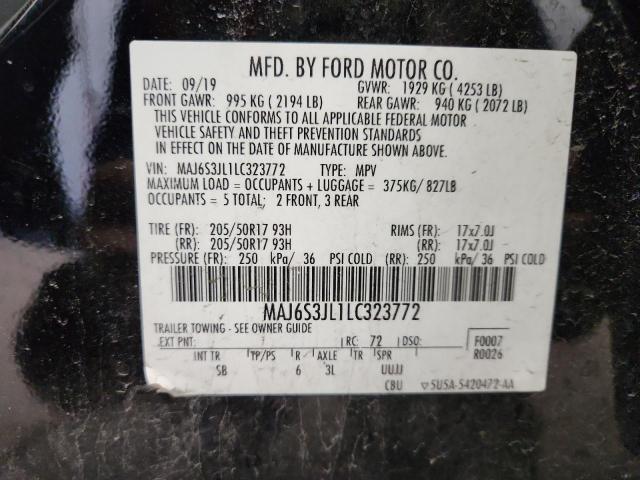 MFD. BY FORD MOTOR CO.
DATE: 09/19 GVWR: 1929 KG ( 4253 LB)
FRONT GAWR: 995 KG ( 2194 LB) REAR GAWR: 940 KG ( 2072 LB)
THIS VEHICLE CONFORMS TO ALL APPLICABLE FEDERAL MOTOR
VEHICLE SAFETY AND THEFT PREVENTION STANDARDS
IN EFFECT ON THE DATE OF MANUFACTURE SHOWN ABOVE.
VIN: MAJ6S3JL1LC323772 TYPE: MPV
MAXIMUM LOAD = OCCUPANTS + LUGGAGE = 375KG/ 827LB
OCCUPANTS = 5 TOTAL: 2 FRONT, 3 REAR
TIRE (FR): 205/50R17 93H RIMS (FR): 17x7.0J
(RR): 205/50R17 93H (RR): 17x7.0J
PRESSURE (FR): 250 kPa/ 36 PSI COLD (RR): 250 kPa/ 36 PSI COLD
MAJ6S3JL1LC323772
TRAILER TOWING - SEE OWNER GUIDE
EXT PNT: RC: 72 DSO: F0007
R0026
INT TR TP/PS R AXLE TR SPR
SB 6 3L UUJJ
CBU ▽5U5A-5420472-AA